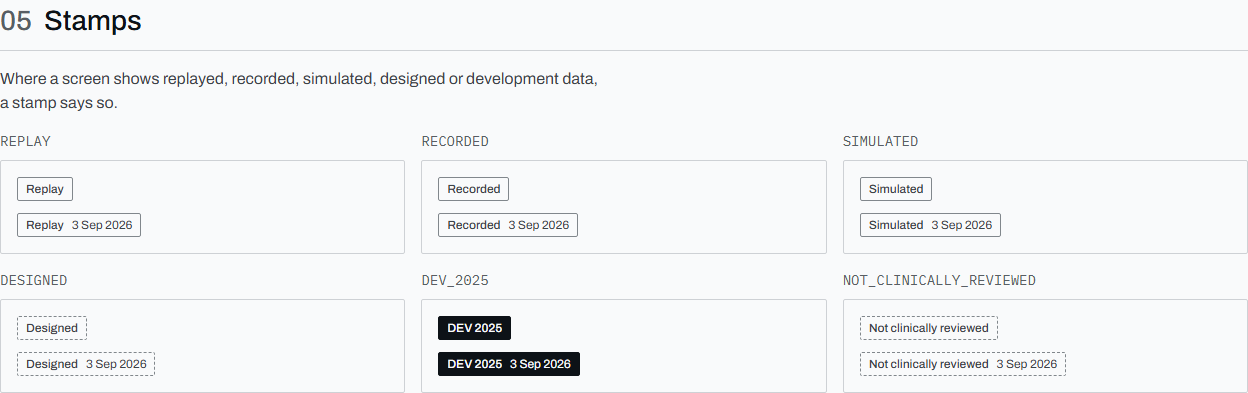 05 Stamps
Where a screen shows replayed, recorded, simulated, designed or development data,
a stamp says so.
REPLAY
Replay
Replay 3 Sep 2026
RECORDED
Recorded
Recorded 3 Sep 2026
SIMULATED
Simulated
Simulated 3 Sep 2026
DESIGNED
Designed
Designed 3 Sep 2026
DEV_2025
DEV 2025
DEV 2025 3 Sep 2026
NOT_CLINICALLY_REVIEWED
Not clinically reviewed
Not clinically reviewed 3 Sep 2026